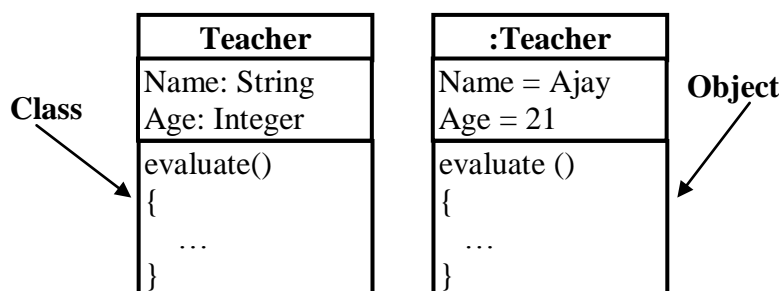 Teacher
Name: String
Age: Integer
evaluate()
{
...
}
:Teacher
Name = Ajay
Age = 21
evaluate ()
{
...
}
Class
Object